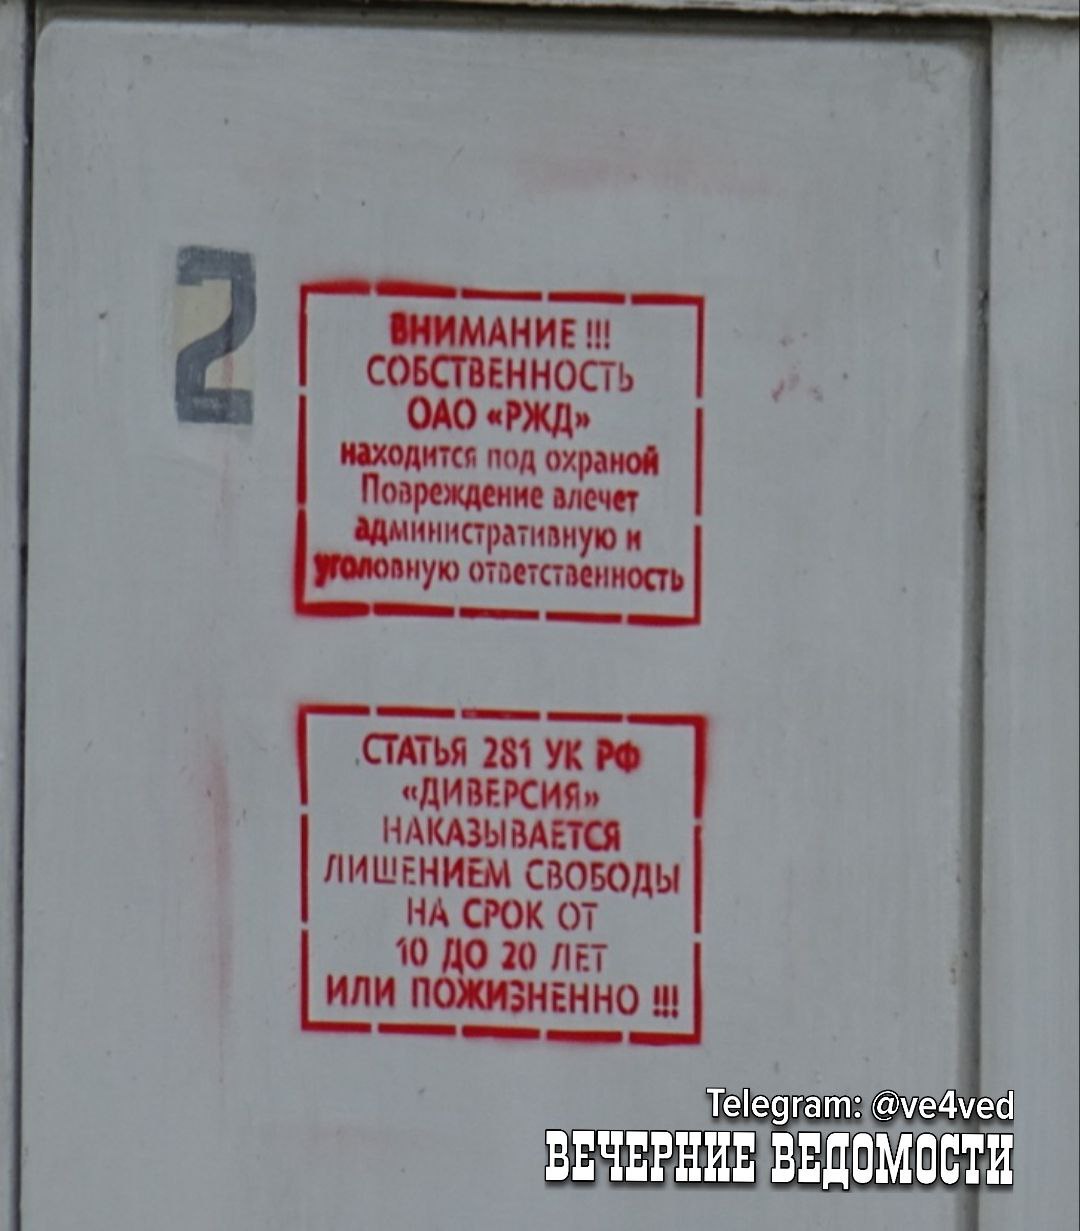 2
ВНИМАНИЕ !!!
СОБСТВЕННОСТЬ
ОАО «РЖД»
находится под охраной
Повреждение влечет
административную и
уголовную ответственность
СТАТЬЯ 281 УК РФ
«ДИВЕРСИЯ»
НАКАЗЫВАЕТСЯ
ЛИШЕНИЕМ СВОБОДЫ
НА СРОК ОТ
10 ДО 20 ЛЕТ
ИЛИ ПОЖИЗНЕННО !!!
Telegram: @ve4ved
ВЕЧЕРНИЕ ВЕДОМОСТИ